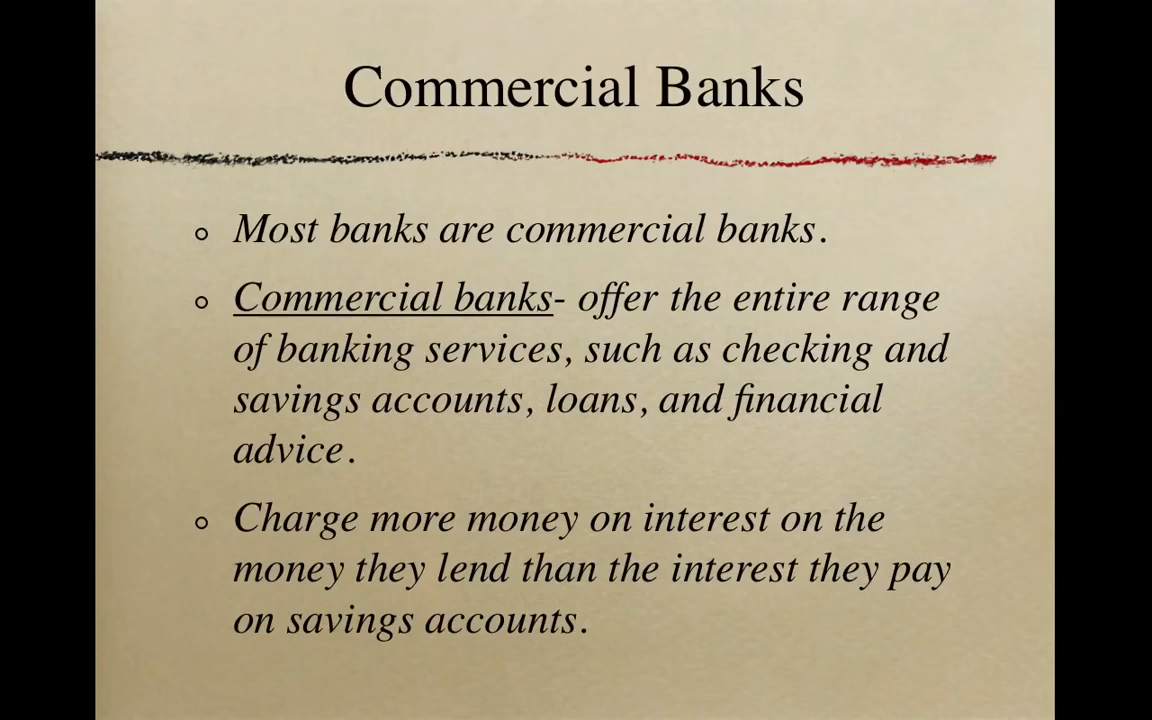 Commercial Banks
Most banks are commercial banks.
Commercial banks- offer the entire range
of banking services, such as checking and
savings accounts, loans, and financial
advice.
Charge more money on interest on the
money they lend than the interest they pay
on savings accounts.